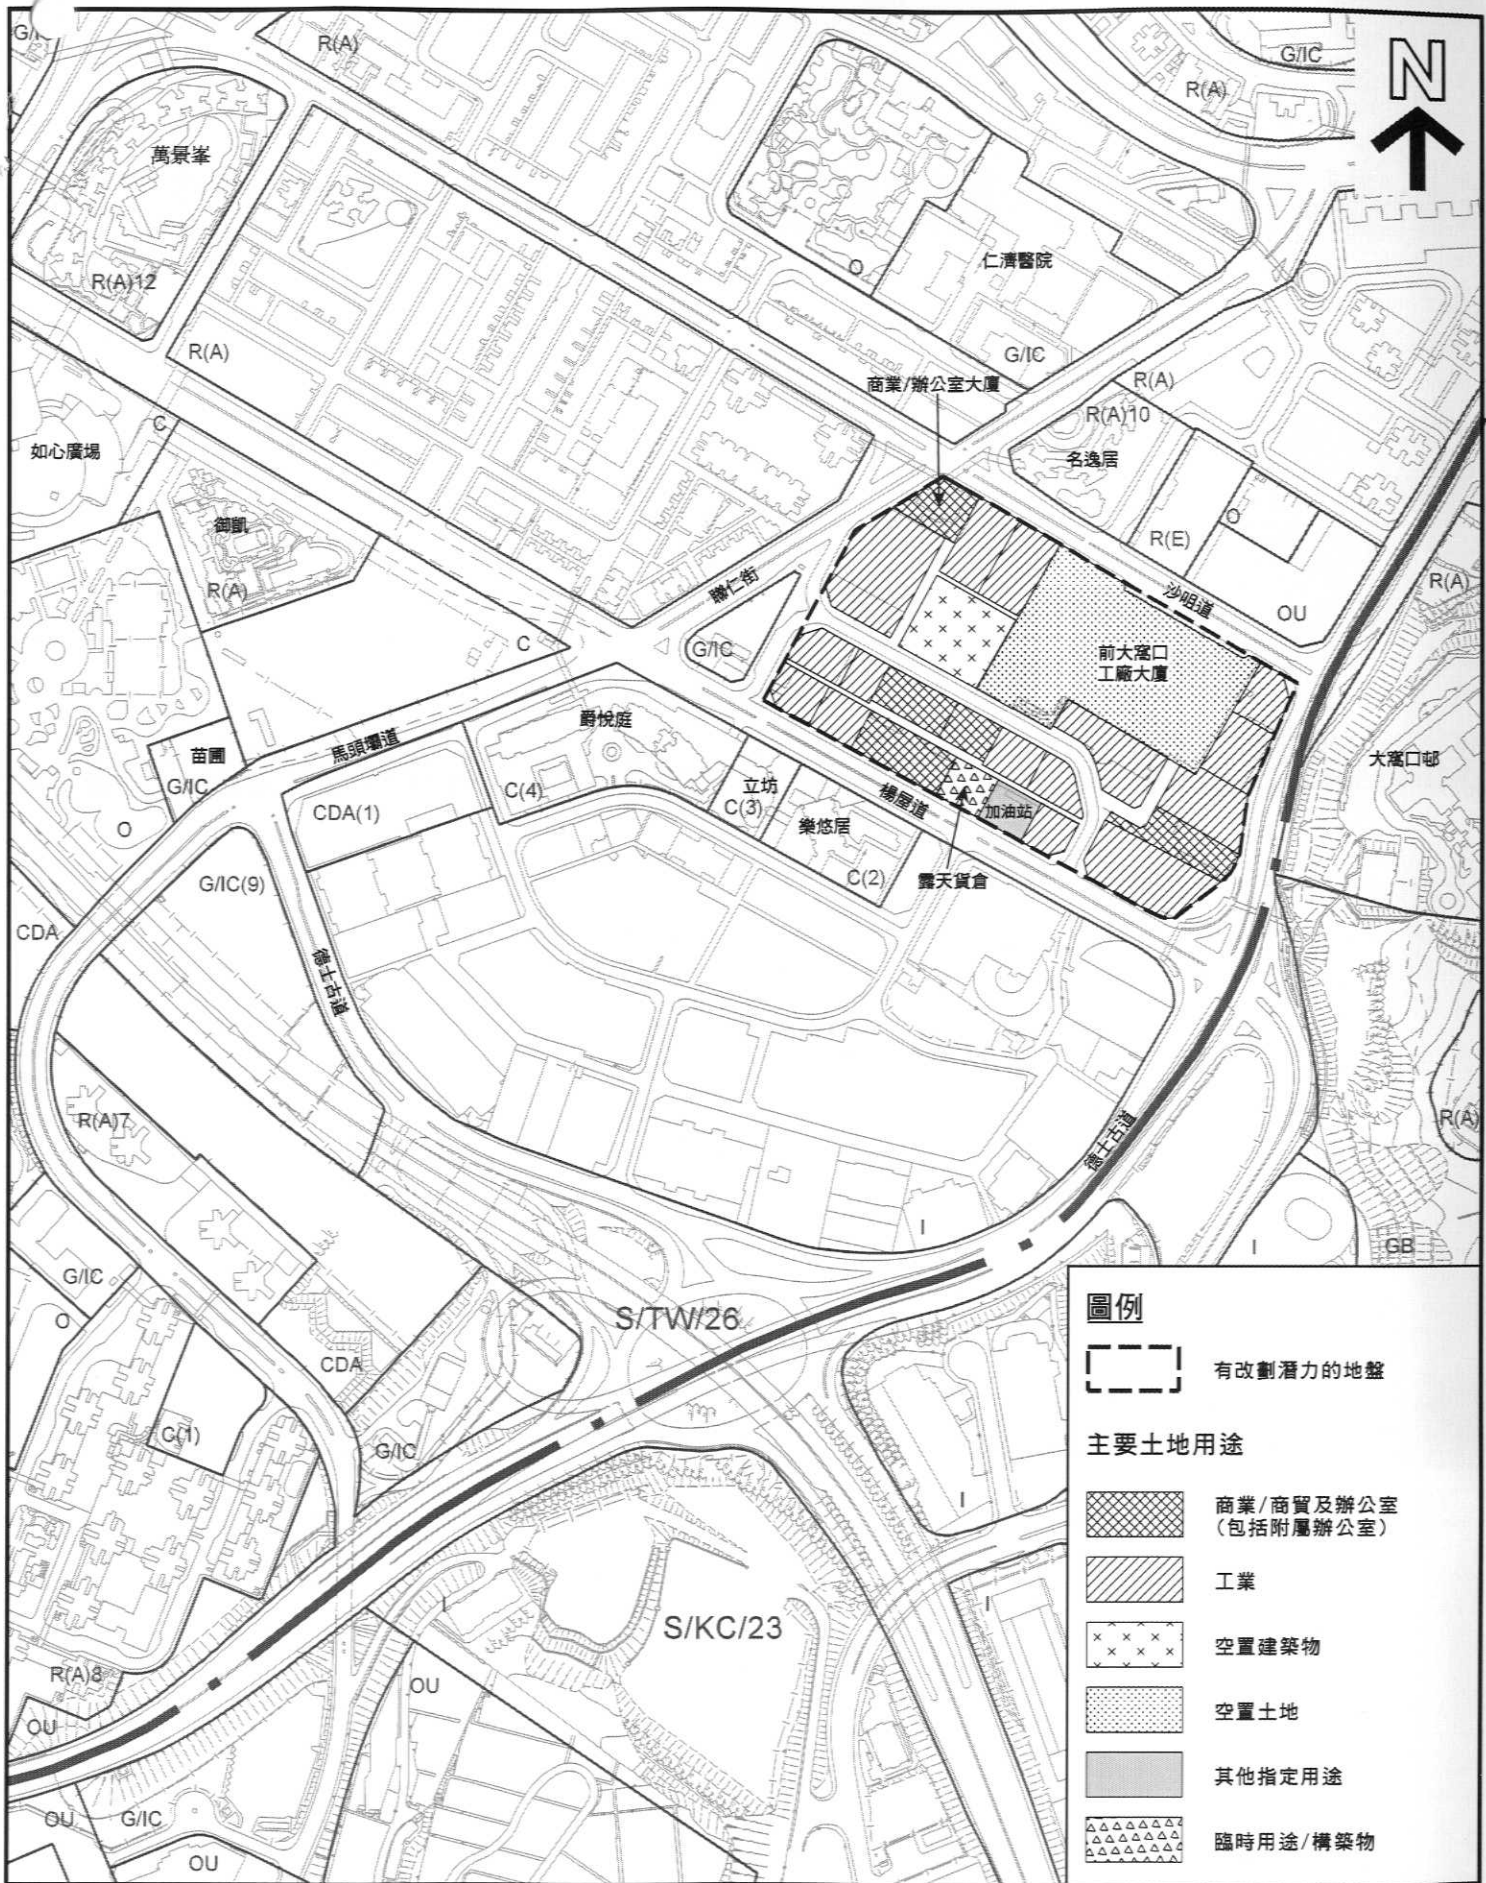 G/IC
R(A)
G/IC
R(A)
N
萬景峯
R(A)12
仁濟醫院
O
G/IC
R(A)
R(A)
商業/辦公室大廈
R(A)10
C
如心廣場
名逸居
御凱
R(A)
R(E)
O
聯仁街
沙咀道
R(A)
OU
C
G/IC
前大窩口
工廠大廈
爵悅庭
馬頭壩道
苗圃
G/IC
大窩口邨
立坊
C(3)
C(4)
CDA(1)
楊屋道
加油站
樂悠居
O
C(2)
露天貨倉
G/IC(9)
CDA
德士古道
R(A)7
R(A)
德士古道
I
I
GB
G/IC
O
S/TW/26
CDA
C(1)
G/IC
I
I
I
S/KC/23
R(A)8
OU
OU
OU
G/IC
OU
圖例
有改劃潛力的地盤
主要土地用途
商業/商貿及辦公室
(包括附屬辦公室)
工業
空置建築物
空置土地
其他指定用途
臨時用途/構築物